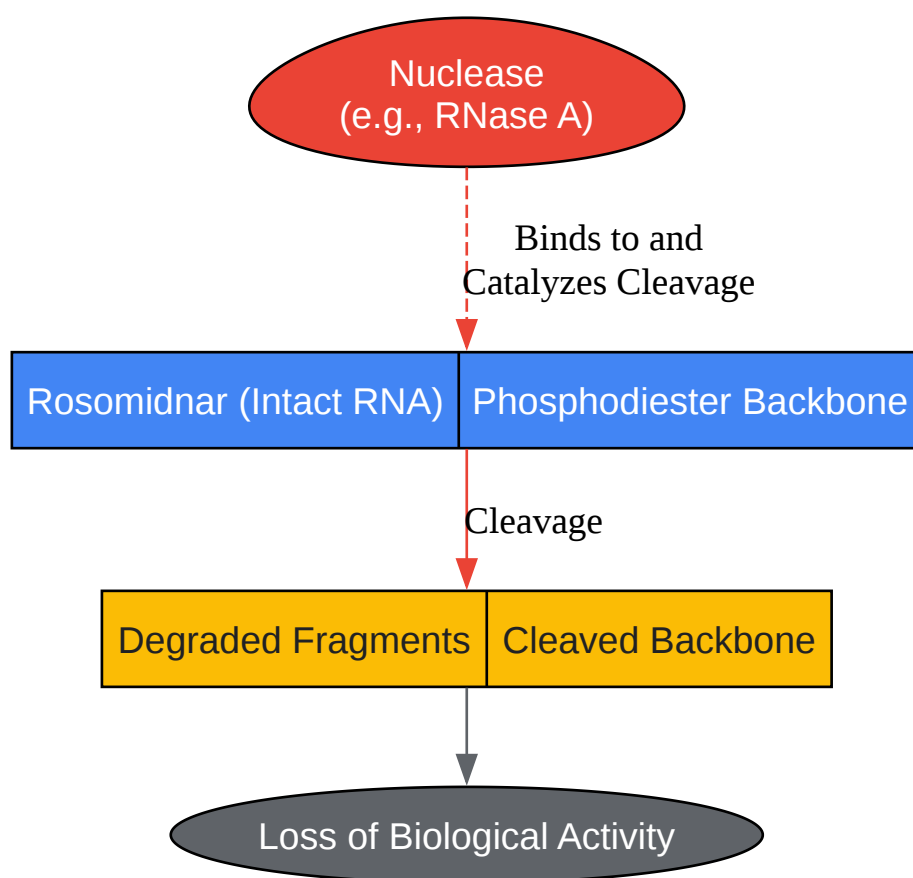 Nuclease
(e.g., RNase A)
Binds to and
Catalyzes Cleavage
Rosomidnar (Intact RNA)
Phosphodiester Backbone
Cleavage
Degraded Fragments
Cleaved Backbone
Loss of Biological Activity